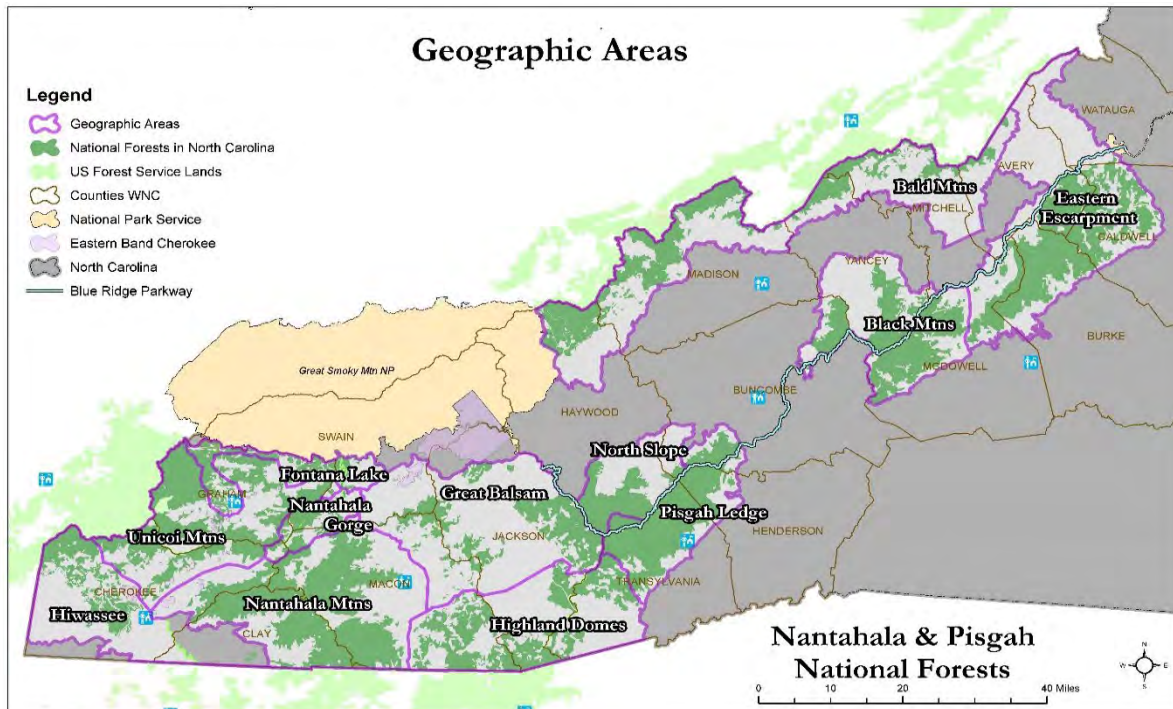 Geographic Areas
Legend
Geographic Areas
National Forests in North Carolina
US Forest Service Lands
Counties WNC
National Park Service
Eastern Band Cherokee
North Carolina
Blue Ridge Parkway
WATAUGA
AVERY
Bald Mtns
MITCHELL
Eastern
Escarpment
CALDWELL
YANCEY
MADISON
Black Mtns
BURKE
MCDOWELL
Great Smoky Mtn NP
BUNCOMBE
HAYWOOD
SWAIN
North Slope
Fontana Lake
GRAHAM
Great Balsam
Nantahala
Gorge
Pisgah Ledge
HENDERSON
Unicoi Mtns
JACKSON
TRANSYLVANIA
MACON
CHEROKEE
Hiwassee
Nantahala Mtns
Highland Domes
CLAY
Nantahala & Pisgah
National Forests
N
W
E
S
0 10 20 40 Miles